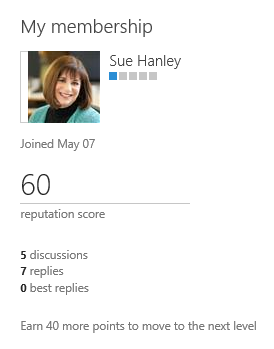 My membership
Sue Hanley
Joined May 07
60
reputation score
5 discussions
7 replies
0 best replies
Earn 40 more points to move to the next level